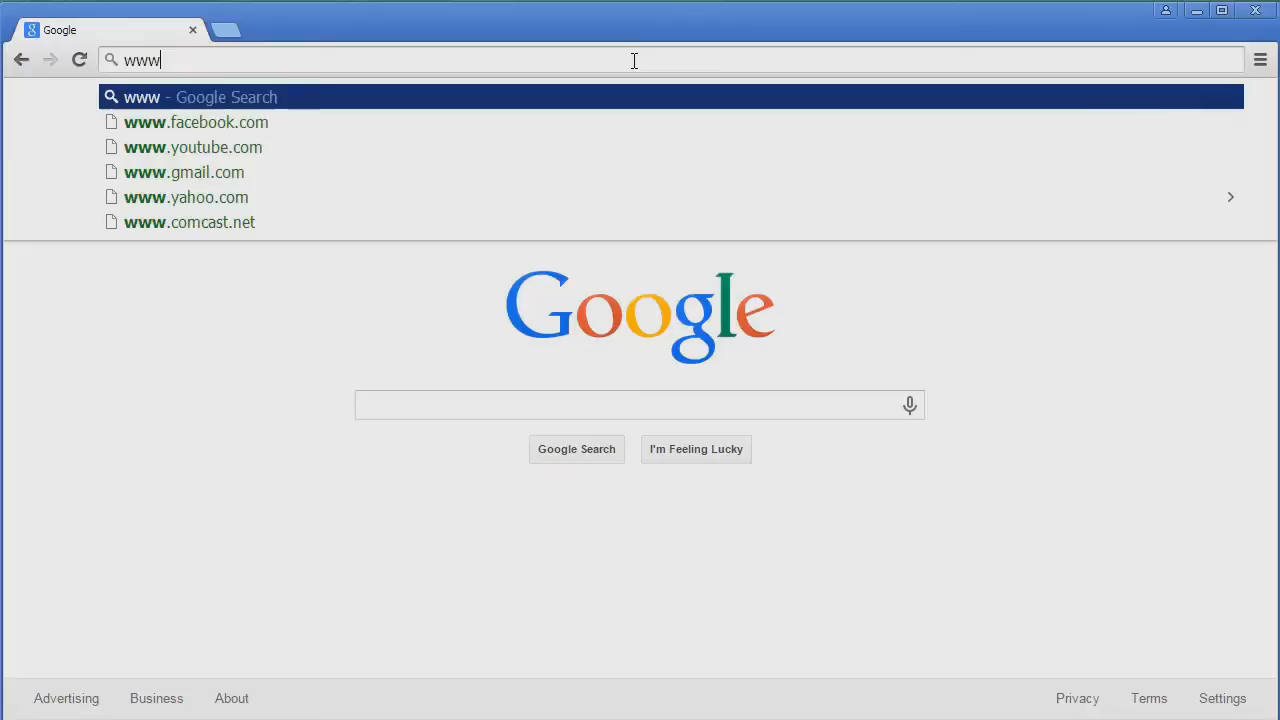 Google
www
www - Google Search
www.facebook.com
www.youtube.com
www.gmail.com
www.yahoo.com
www.comcast.net
Google
Google Search I'm Feeling Lucky
Advertising Business About Privacy Terms Settings